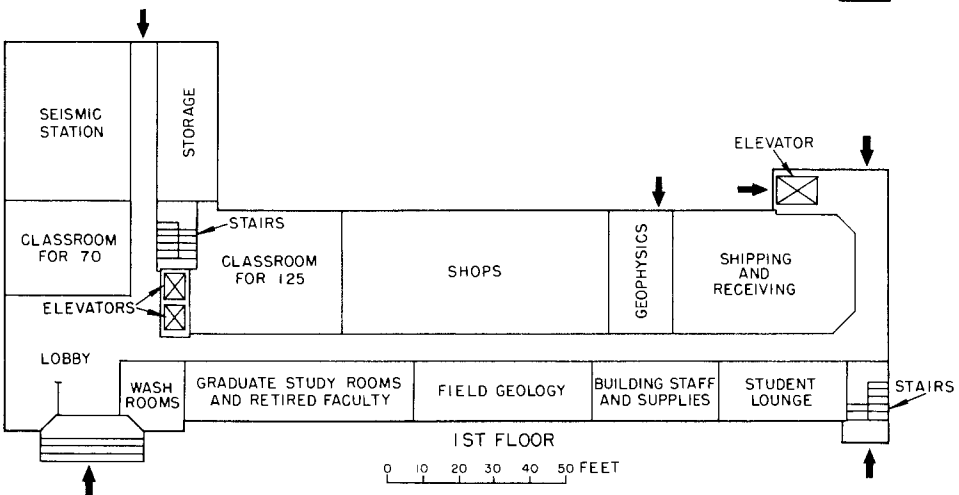 SEISMIC
STATION
STORAGE
ELEVATOR
CLASSROOM
FOR 70
STAIRS
CLASSROOM
FOR 125
SHOPS
GEOPHYSICS
SHIPPING
AND
RECEIVING
ELEVATORS
LOBBY
WASH
ROOMS
GRADUATE STUDY ROOMS
AND RETIRED FACULTY
FIELD GEOLOGY
BUILDING STAFF
AND SUPPLIES
STUDENT
LOUNGE
STAIRS
1ST FLOOR
0 10 20 30 40 50 FEET